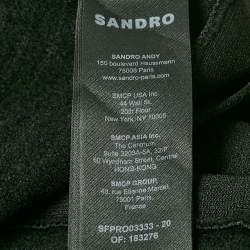 SANDRO
SANDRO ANDY
150 boulevard Haussmann
75008 Paris
www.sandro-paris.com
SMCP USA Inc.
44 Wall St.
20th Floor
New York, NY 10005
SMCP ASIA Inc.
The Centrium,
Suite 3203A-5A, 32/F
60 Wyndham Street
Central
HONG-KONG
SMCP GROUP,
49, rue Etienne Marcel,
75001 Paris,
France
SFPRO03333 - 20
OF: 183276